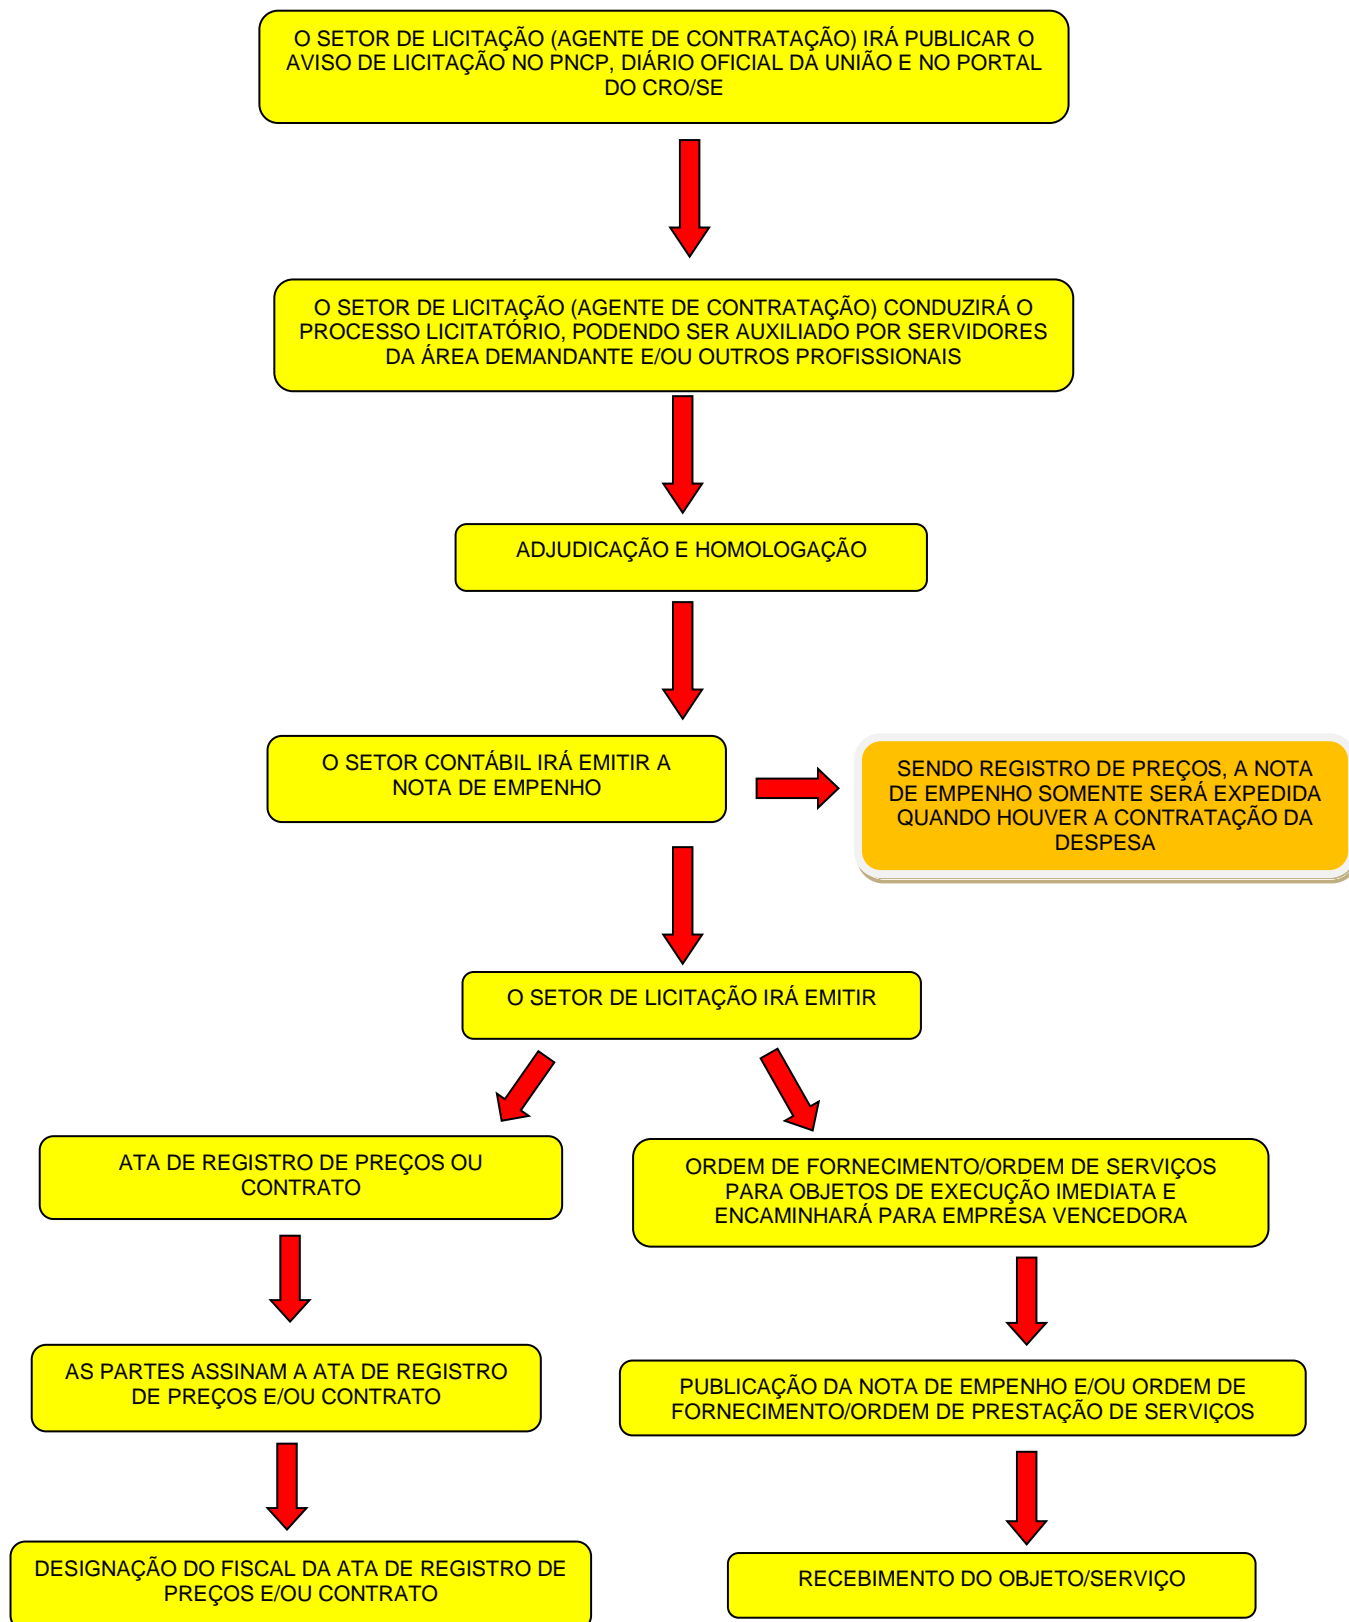 O SETOR DE LICITAÇÃO (AGENTE DE CONTRATAÇÃO) IRÁ PUBLICAR O
AVISO DE LICITAÇÃO NO PNCP, DIÁRIO OFICIAL DA UNIÃO E NO PORTAL
DO CRO/SE
O SETOR DE LICITAÇÃO (AGENTE DE CONTRATAÇÃO) CONDUZIRÁ O
PROCESSO LICITATÓRIO, PODENDO SER AUXILIADO POR SERVIDORES
DA ÁREA DEMANDANTE E/OU OUTROS PROFISSIONAIS
ADJUDICAÇÃO E HOMOLOGAÇÃO
O SETOR CONTÁBIL IRÁ EMITIR A
NOTA DE EMPENHO
SENDO REGISTRO DE PREÇOS, A NOTA
DE EMPENHO SOMENTE SERÁ EXPEDIDA
QUANDO HOUVER A CONTRATAÇÃO DA
DESPESA
O SETOR DE LICITAÇÃO IRÁ EMITIR
ATA DE REGISTRO DE PREÇOS OU
CONTRATO
ORDEM DE FORNECIMENTO/ORDEM DE SERVIÇOS
PARA OBJETOS DE EXECUÇÃO IMEDIATA E
ENCAMINHARÁ PARA EMPRESA VENCEDORA
AS PARTES ASSINAM A ATA DE REGISTRO
DE PREÇOS E/OU CONTRATO
PUBLICAÇÃO DA NOTA DE EMPENHO E/OU ORDEM DE
FORNECIMENTO/ORDEM DE PRESTAÇÃO DE SERVIÇOS
DESIGNAÇÃO DO FISCAL DA ATA DE REGISTRO DE
PREÇOS E/OU CONTRATO
RECEBIMENTO DO OBJETO/SERVIÇO